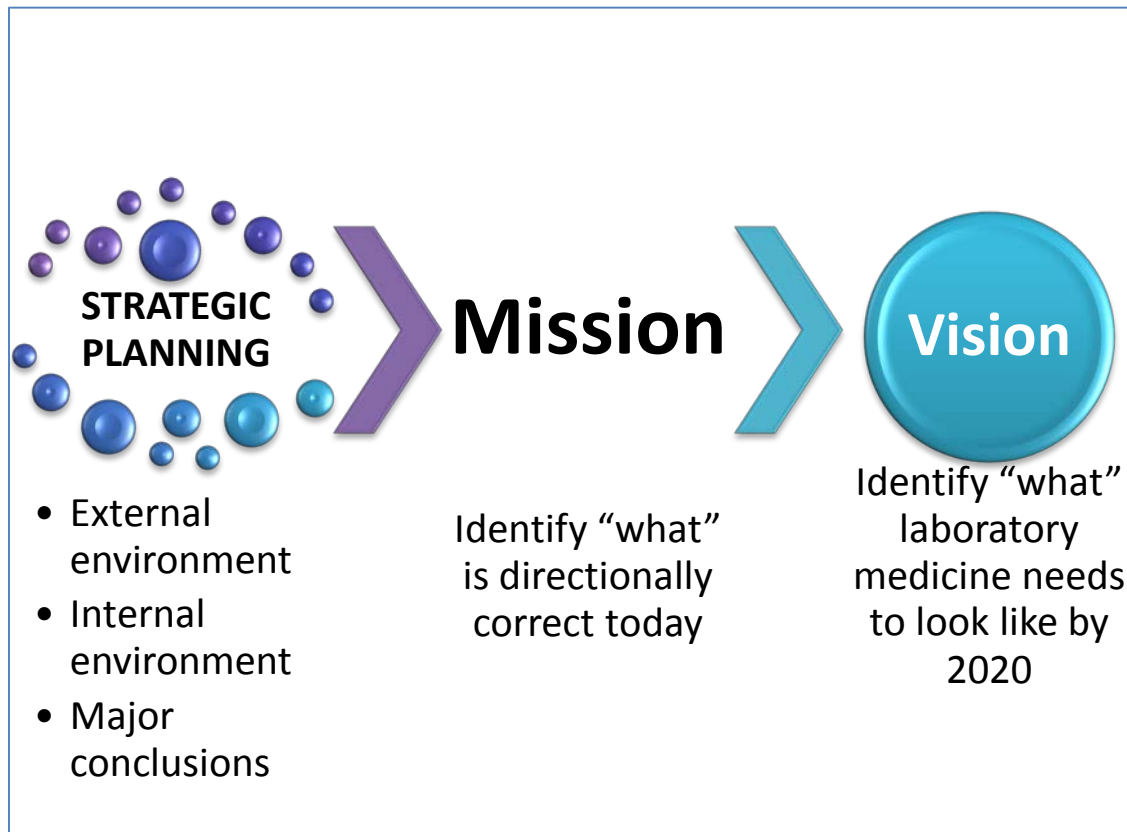 STRATEGIC
PLANNING
• External
environment
• Internal
environment
• Major
conclusions
Mission
Identify “what”
is directionally
correct today
Vision
Identify “what”
laboratory
medicine needs
to look like by
2020